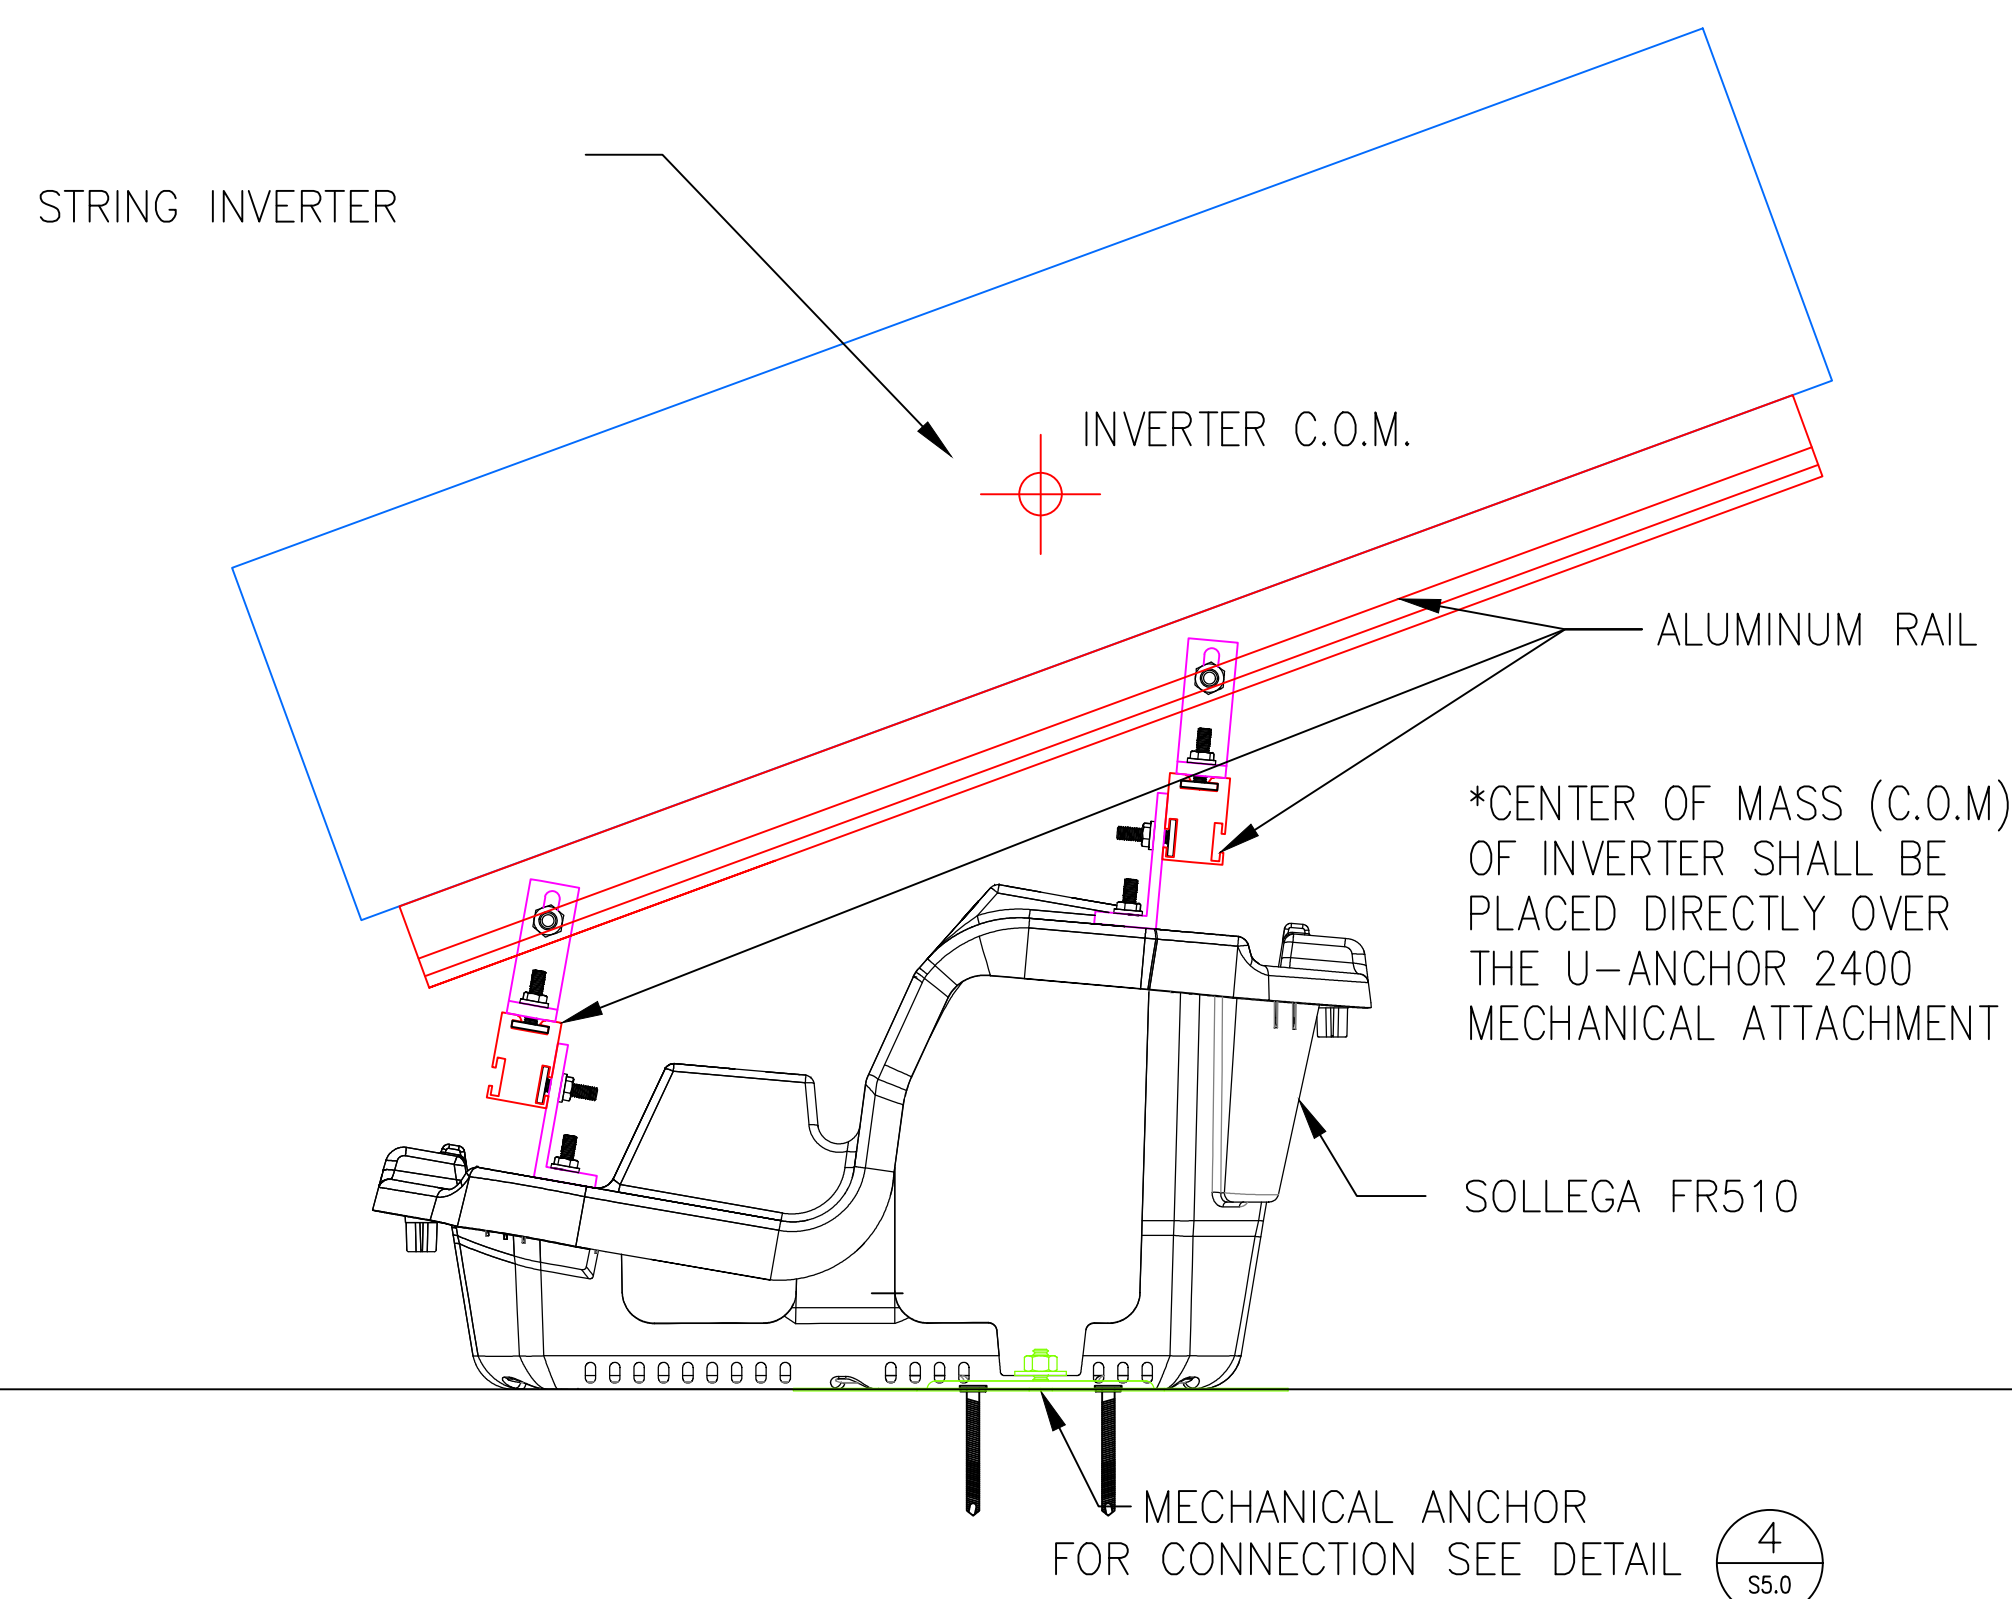 STRING INVERTER
INVERTER C.O.M.
ALUMINUM RAIL
*CENTER OF MASS (C.O.M)
OF INVERTER SHALL BE
PLACED DIRECTLY OVER
THE U-ANCHOR 2400
MECHANICAL ATTACHMENT
SOLLEGA FR510
MECHANICAL ANCHOR
FOR CONNECTION SEE DETAIL
4
S5.0